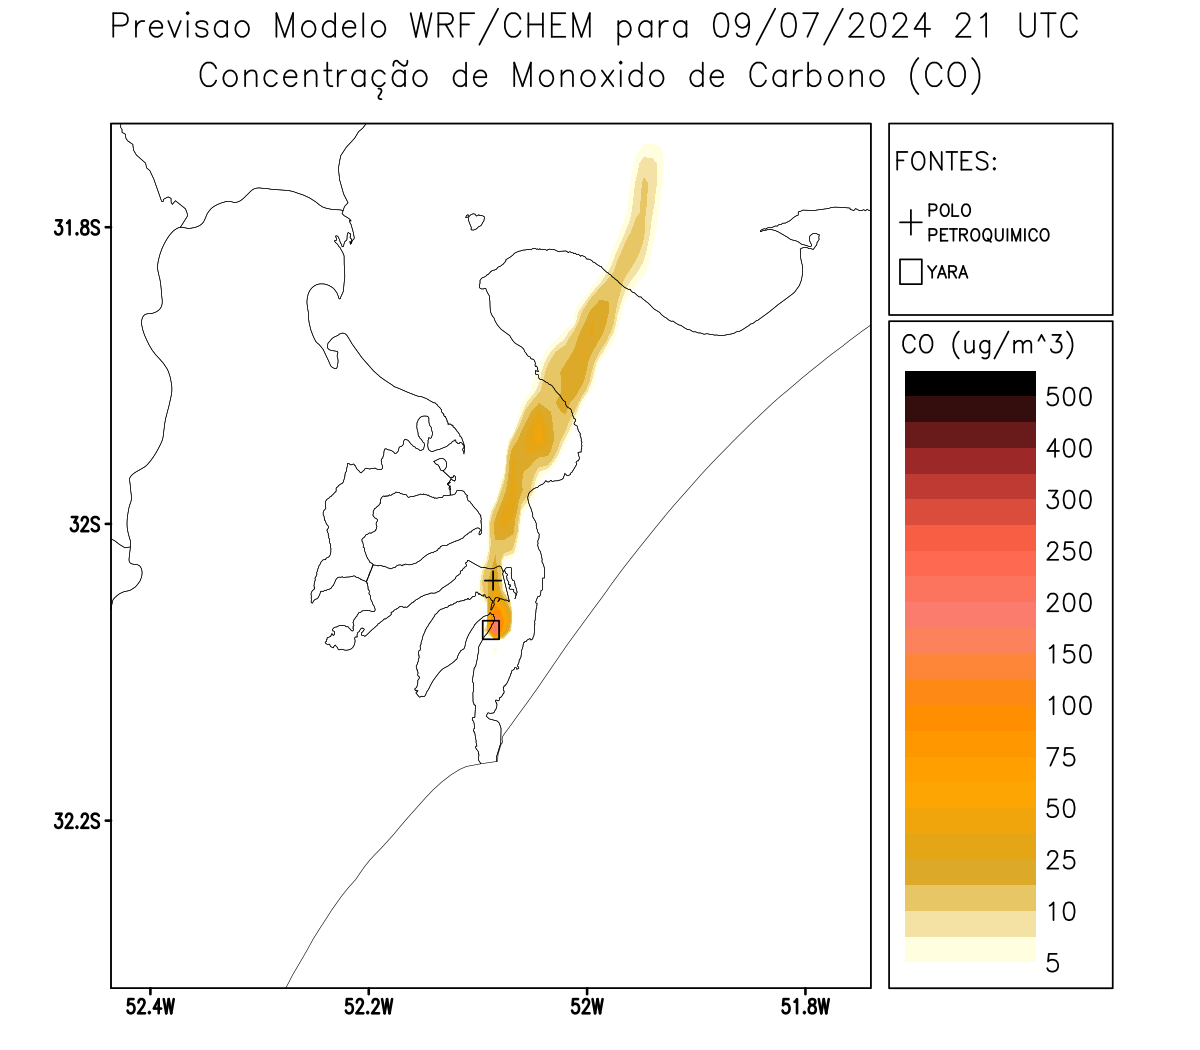 Previsao Modelo WRF/CHEM para 09/07/2024 21 UTC
Concentração de Monoxido de Carbono (CO)
FONTES:
POLO
PETROQUIMICO
YARA
CO (ug/m^3)
500
400
300
250
200
150
100
75
50
25
10
5
31.8S
32S
32.2S
52.4W
52.2W
52W
51.8W